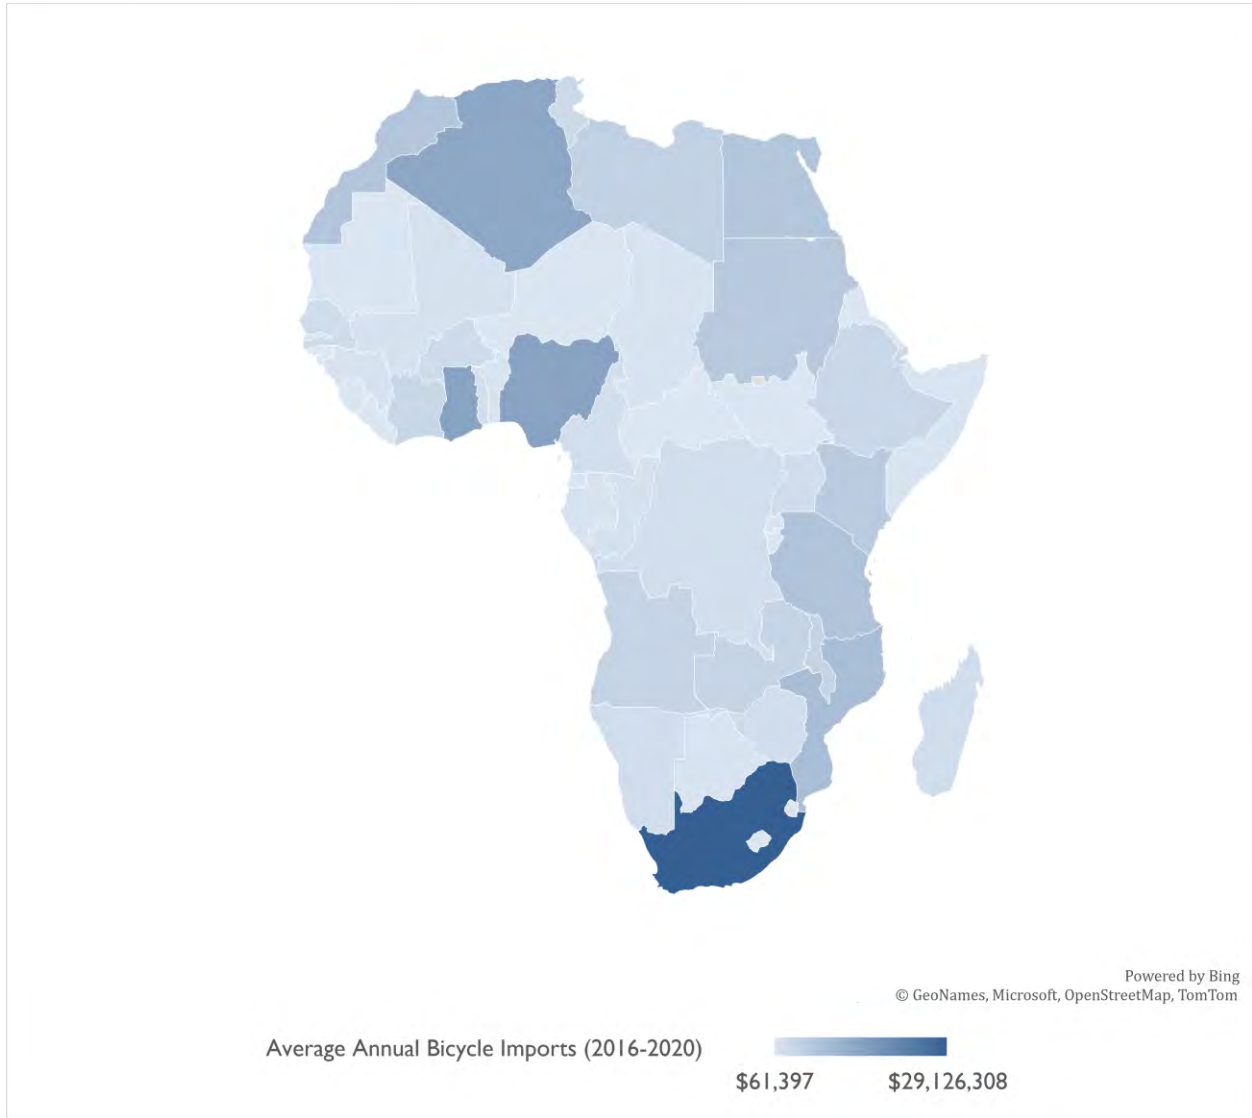 Powered by Bing
© GeoNames, Microsoft, OpenStreetMap, TomTom
Average Annual Bicycle Imports (2016-2020)
$61,397 $29,126,308